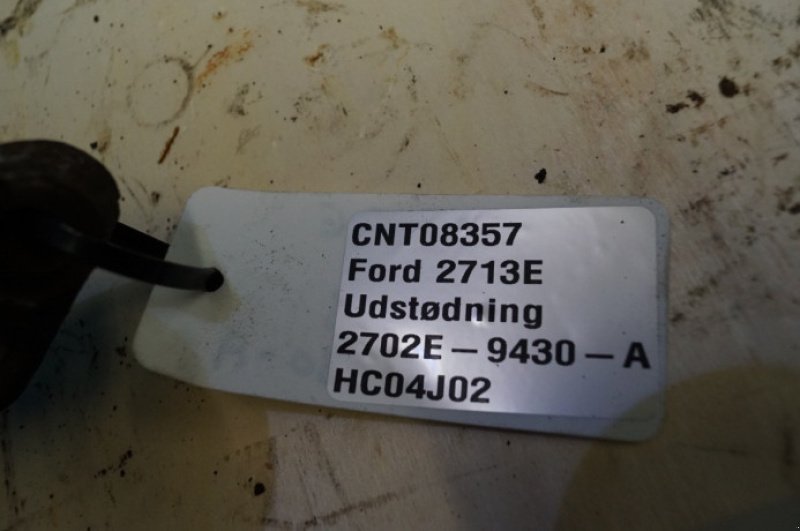 CNT08357
Ford 2713E
Udstødning
2702E-9430-A
HC04J02